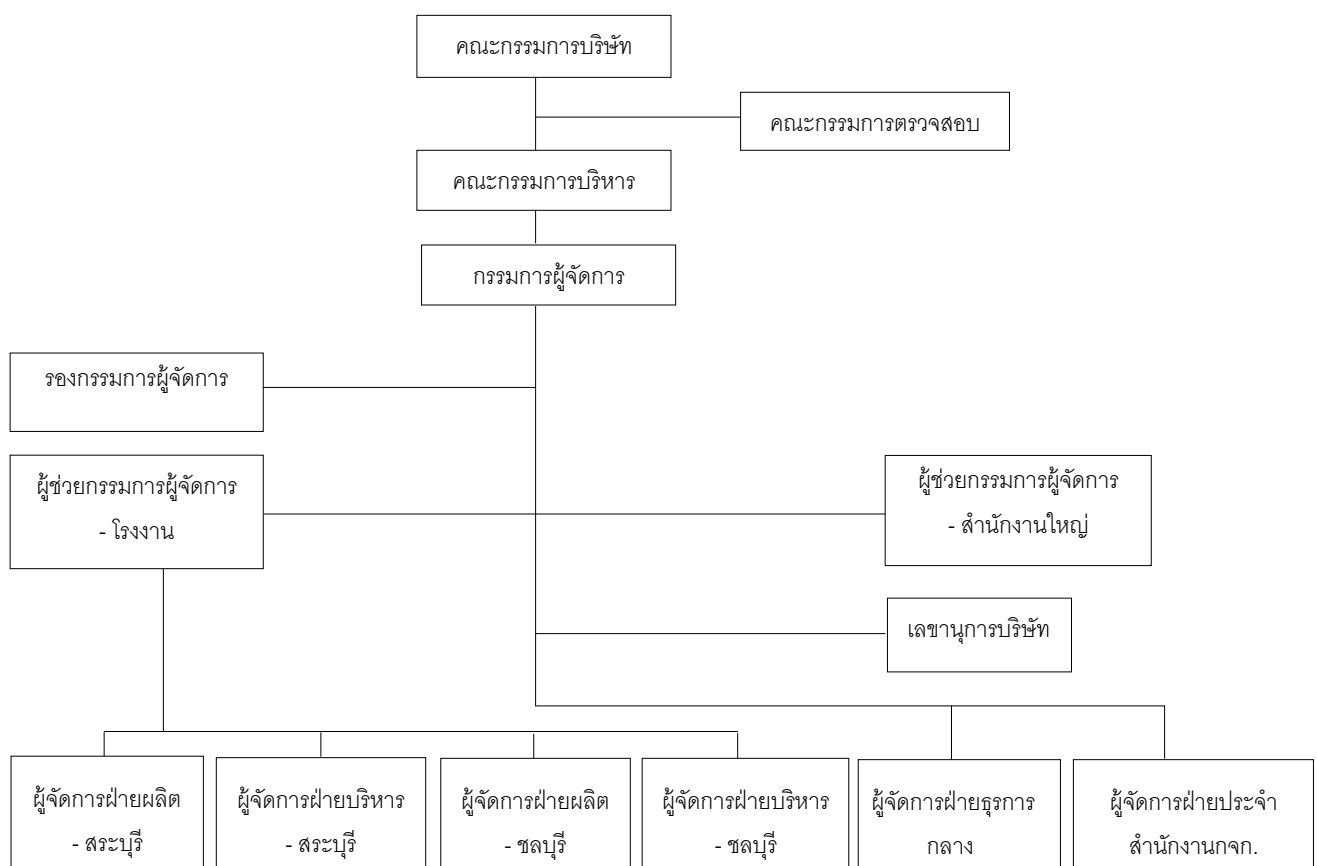 คณะกรรมการบริษัท
คณะกรรมการตรวจสอบ
คณะกรรมการบริหาร
กรรมการผู้จัดการ
รองกรรมการผู้จัดการ
ผู้ช่วยกรรมการผู้จัดการ
- โรงงาน
ผู้ช่วยกรรมการผู้จัดการ
- สำนักงานใหญ่
เลขานุการบริษัท
ผู้จัดการฝ่ายผลิต
- สระบุรี
ผู้จัดการฝ่ายบริหาร
- สระบุรี
ผู้จัดการฝ่ายผลิต
- ชลบุรี
ผู้จัดการฝ่ายบริหาร
- ชลบุรี
ผู้จัดการฝ่ายธุรการ
กลาง
ผู้จัดการฝ่ายประจำ
สำนักงานกจก.